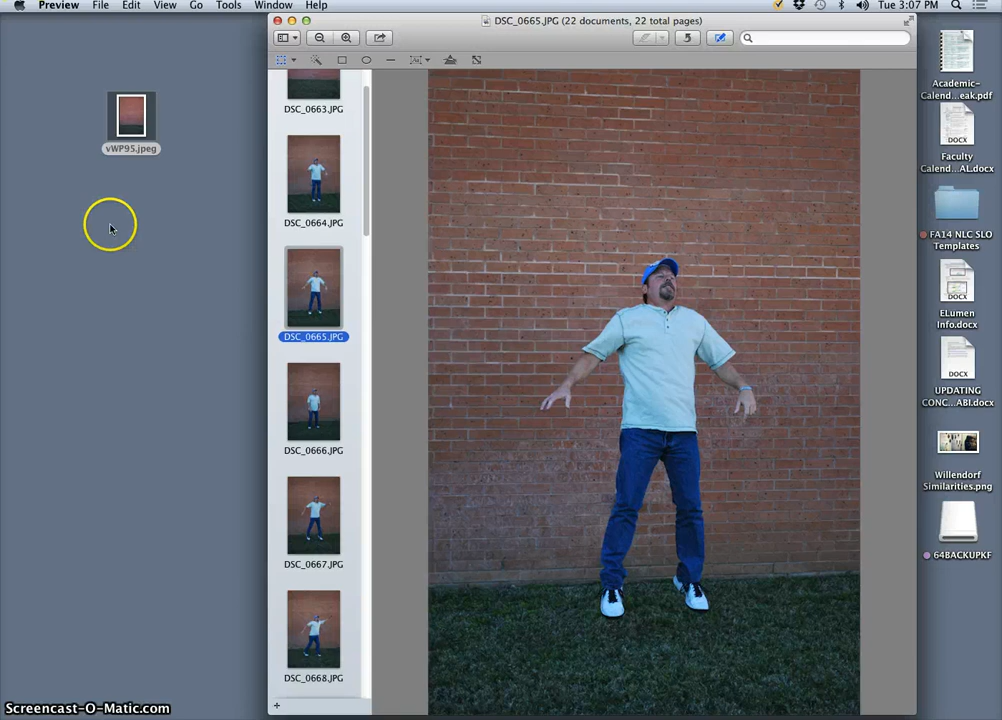 Preview File Edit View Go Tools Window Help
Tue 3:07 PM
DSC_0665.JPG (22 documents, 22 total pages)
DSC_0663.JPG
DSC_0664.JPG
DSC_0665.JPG
DSC_0666.JPG
DSC_0667.JPG
DSC_0668.JPG
vWP95.jpeg
Academic-
Calend...eak.pdf
DOCX
Faculty
Calend...AL.docx
FA14 NLC SLO
Templates
DOCX
ELumen
Info.docx
DOCX
UPDATING
CONC...ABI.docx
Willendorf
Similarities.png
64BACKUPKF
Screencast-O-Matic.com